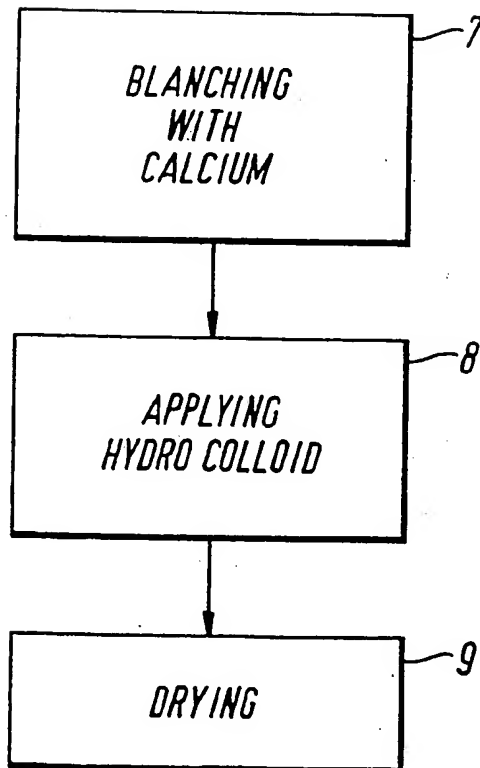 7
BLANCHING
WITH
CALCIUM
8
APPLYING
HYDRO COLLOID
9
DRYING